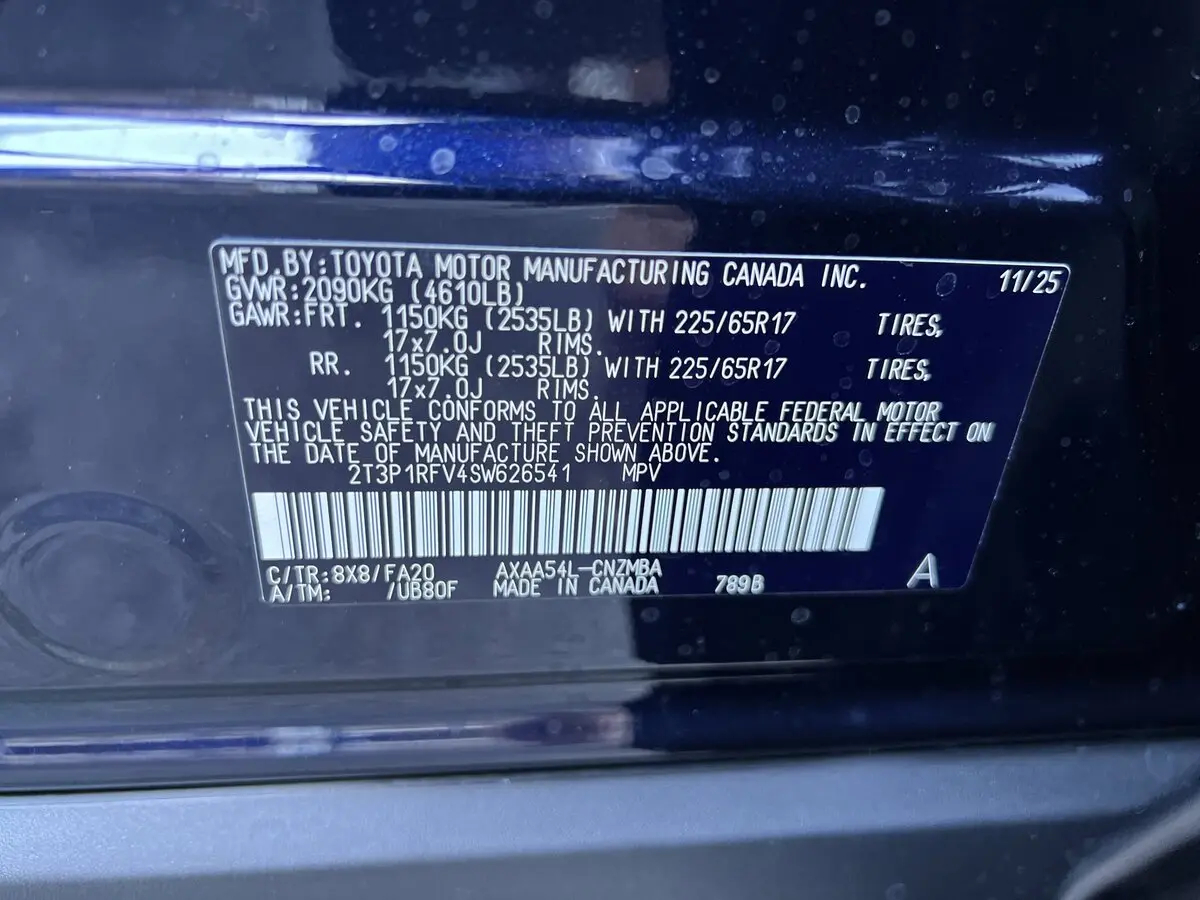 MFD.BY:TOYOTA MOTOR MANUFACTURING CANADA INC. 11/25
GVWR:2090KG (4610LB)
GAWR:FRT. 1150KG (2535LB) WITH 225/65R17 TIRES,
17x7.0J RIMS.
RR. 1150KG (2535LB) WITH 225/65R17 TIRES,
17x7.0J RIMS.
THIS VEHICLE CONFORMS TO ALL APPLICABLE FEDERAL MOTOR
VEHICLE SAFETY AND THEFT PREVENTION STANDARDS IN EFFECT ON
THE DATE OF MANUFACTURE SHOWN ABOVE.
2T3P1RFV4SW626541 MPV
C/TR:8X8/FA20 AXAA54L-CNZMBA
A/TM: /UB80F MADE IN CANADA 789B A